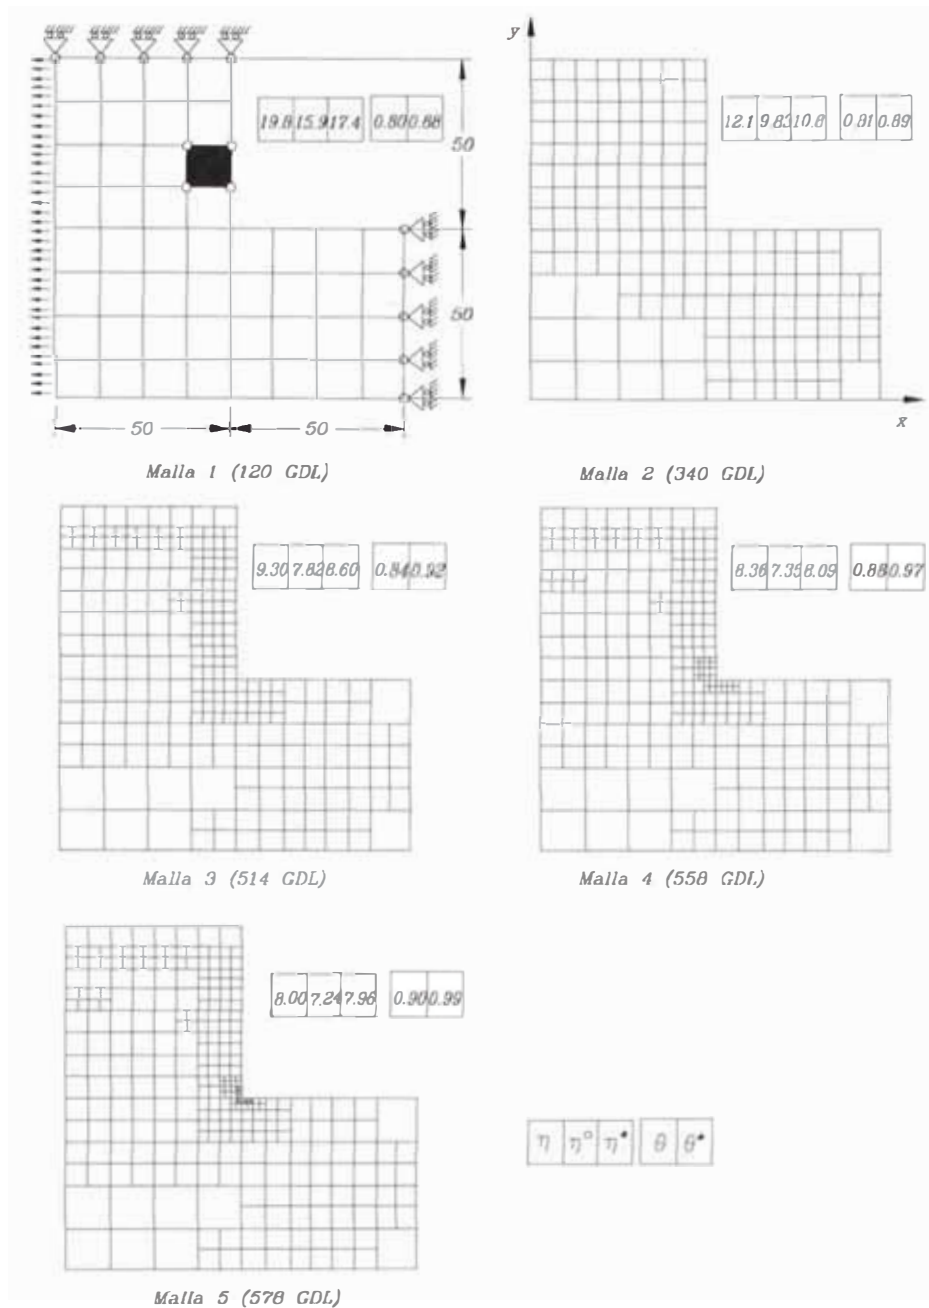 y
19.8 15.9 17.4 0.80 0.88
12.1 9.83 10.8 0.81 0.89
50
50
50 50
x
Malla 1 (120 GDL)
Malla 2 (340 GDL)
9.30 7.82 8.60 0.84 0.92
8.36 7.35 8.09 0.88 0.97
Malla 3 (514 GDL)
Malla 4 (558 GDL)
8.00 7.24 7.96 0.90 0.99
η η° η* θ θ*
Malla 5 (578 GDL)